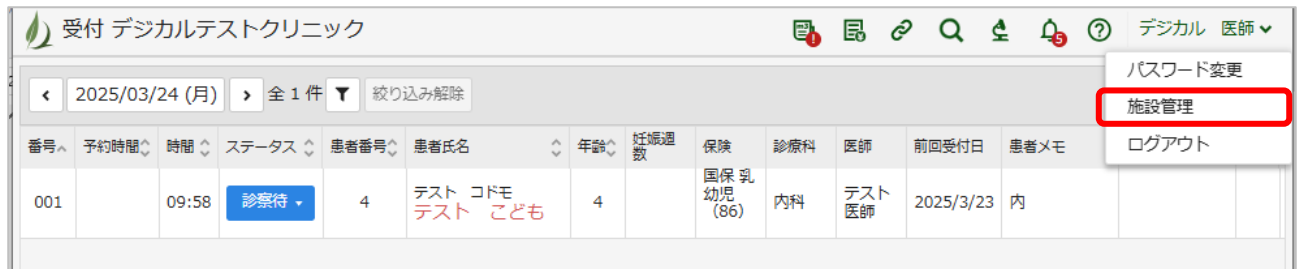 受付 デジカルテストクリニック
5
デジカル 医師
パスワード変更
施設管理
ログアウト
2025/03/24 (月)
全 1 件
絞り込み解除
番号
予約時間
時間
ステータス
患者番号
患者氏名
年齢
妊娠週
数
保険
診療科
医師
前回受付日
患者メモ
001
09:58
診察待
4
テスト コドモ
テスト こども
4
国保 乳
幼児
(86)
内科
テスト
医師
2025/3/23
内